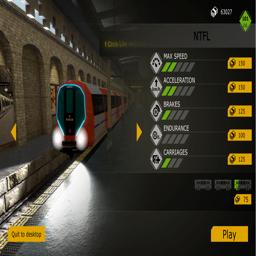 63027
NTFL
MAX SPEED
150
ACCELERATION
150
BRAKES
125
ENDURANCE
100
CARRIAGES
125
75
Quit to desktop
Play